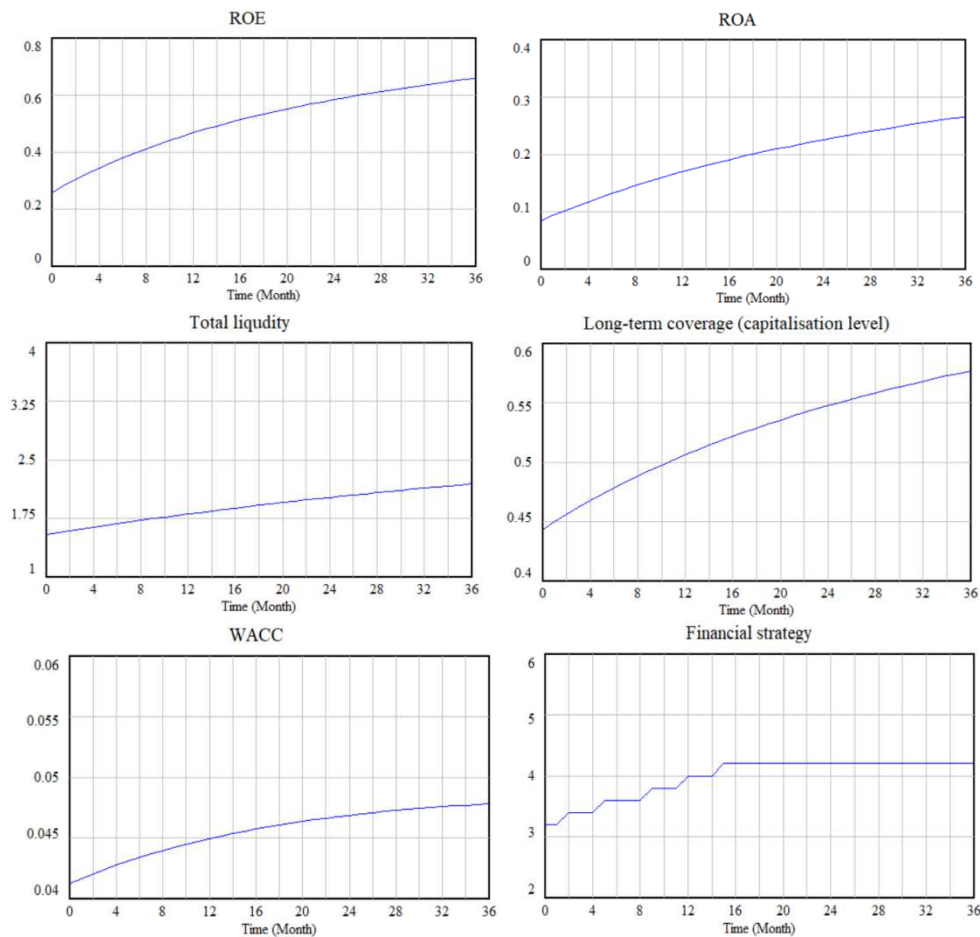 ROE
0.8
0.6
0.4
0.2
0
0 4 8 12 16 20 24 28 32 36
Time (Month)
ROA
0.4
0.3
0.2
0.1
0
0 4 8 12 16 20 24 28 32 36
Time (Month)
Total liqudity
4
3.25
2.5
1.75
1
0 4 8 12 16 20 24 28 32 36
Time (Month)
Long-term coverage (capitalisation level)
0.6
0.55
0.5
0.45
0.4
0 4 8 12 16 20 24 28 32 36
Time (Month)
WACC
0.06
0.055
0.05
0.045
0.04
0 4 8 12 16 20 24 28 32 36
Time (Month)
Financial strategy
6
5
4
3
2
0 4 8 12 16 20 24 28 32 36
Time (Month)